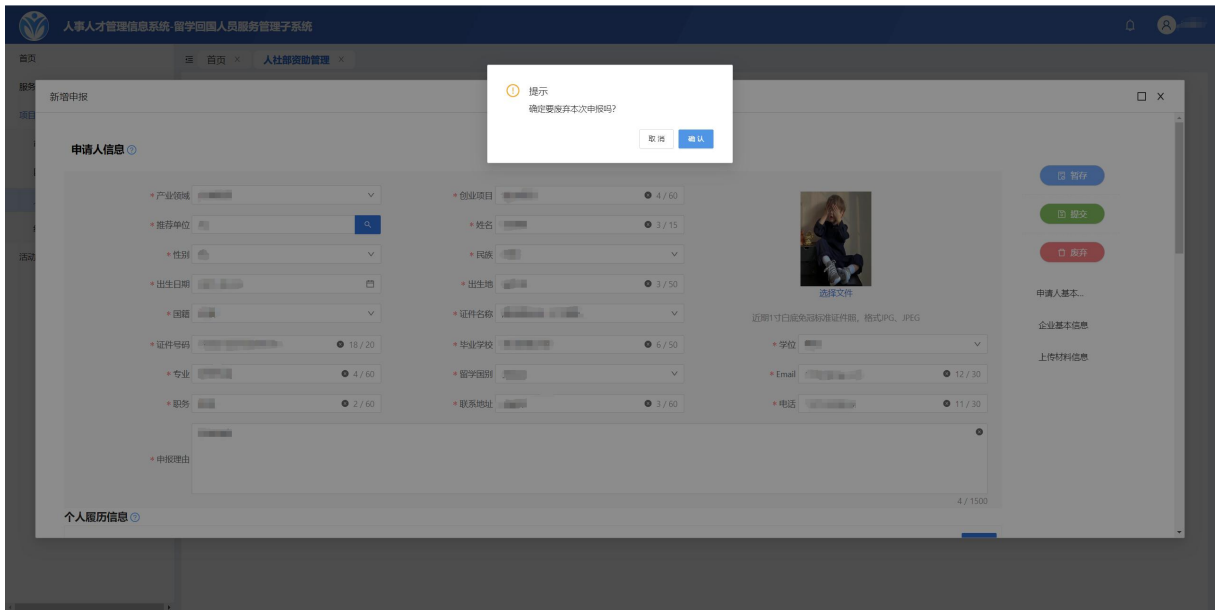 人事人才管理信息系统-留学回国人员服务管理子系统
首页
首页 ×
人社部资助管理 ×
服务
项目
活动
新增申报
提示
确定要废弃本次申报吗?
取消
确认
申请人信息
* 产业领域
* 创业项目
4 / 60
* 推荐单位
* 姓名
3 / 15
* 性别
* 民族
* 出生日期
* 出生地
3 / 50
选择文件
* 国籍
* 证件名称
近期1寸白底免冠标准证件照,格式JPG、JPEG
* 证件号码
18 / 20
* 毕业学校
6 / 50
* 学位
* 专业
4 / 60
* 留学国别
* Email
12 / 30
* 职务
2 / 60
* 联系地址
3 / 60
* 电话
11 / 30
* 申报理由
4 / 1500
个人履历信息
暂存
提交
废弃
申请人基本...
企业基本信息
上传材料信息